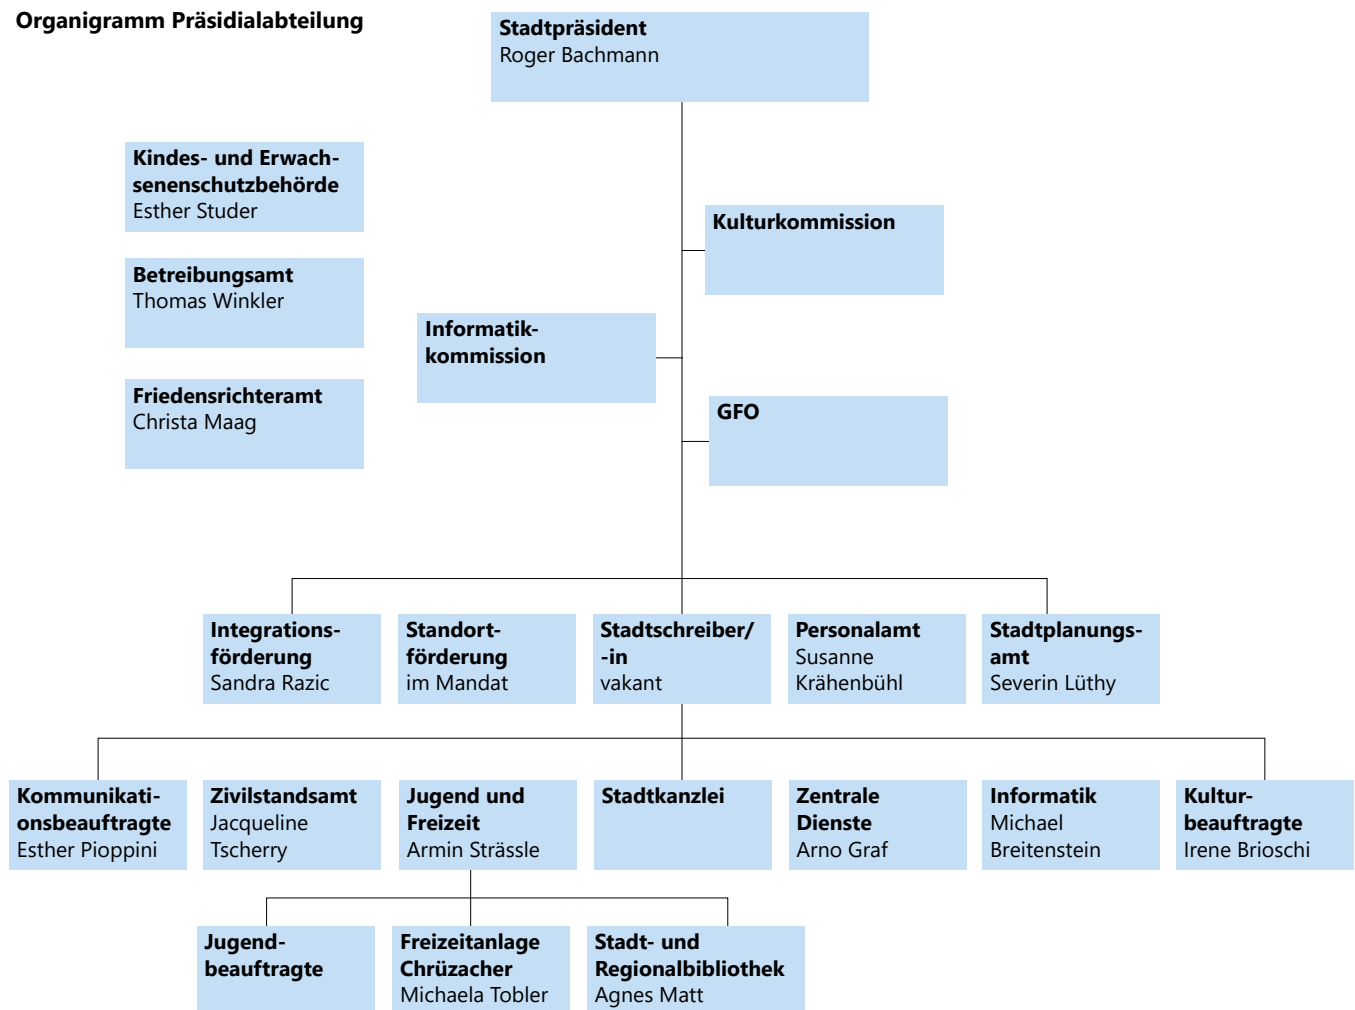 Organigramm Präsidialabteilung
Stadtpräsident
Roger Bachmann
Kindes- und Erwach-
senenschutzbehörde
Esther Studer
Kulturkommission
Betreibungsamt
Thomas Winkler
Informatik-
kommission
Friedensrichteramt
Christa Maag
GFO
Integrations-
förderung
Sandra Razic
Standort-
förderung
im Mandat
Stadtschreiber/
-in
vakant
Personalamt
Susanne
Krähenbühl
Stadtplanungs-
amt
Severin Lüthy
Kommunikati-
onsbeauftragte
Esther Pioppini
Zivilstandsamt
Jacqueline
Tscherry
Jugend und
Freizeit
Armin Strässle
Stadtkanzlei
Zentrale
Dienste
Arno Graf
Informatik
Michael
Breitenstein
Kultur-
beauftragte
Irene Brioschi
Jugend-
beauftragte
Freizeitanlage
Chrüzacher
Michaela Tobler
Stadt- und
Regionalbibliothek
Agnes Matt